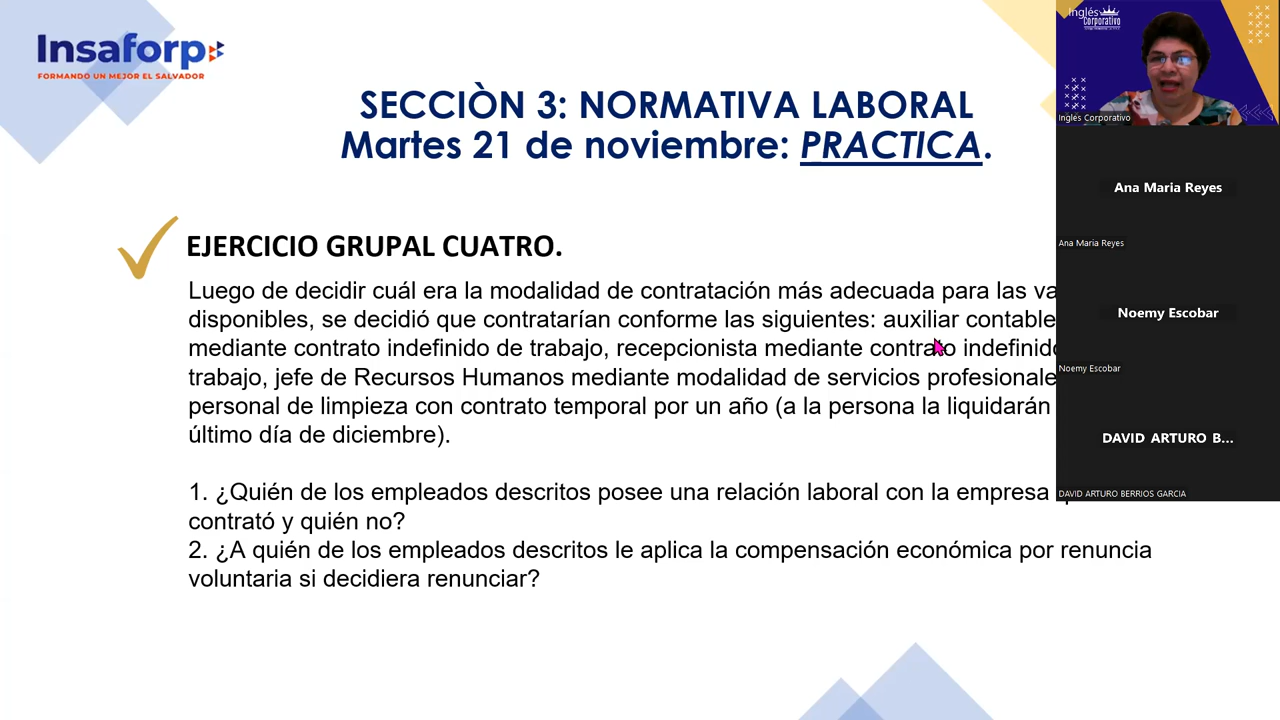 Insaforp
FORMANDO UN MEJOR EL SALVADOR
SECCIÒN 3: NORMATIVA LABORAL
Martes 21 de noviembre: PRACTICA.
EJERCICIO GRUPAL CUATRO.
Luego de decidir cuál era la modalidad de contratación más adecuada para las va
disponibles, se decidió que contratarían conforme las siguientes: auxiliar contable
mediante contrato indefinido de trabajo, recepcionista mediante contrato indefinido
trabajo, jefe de Recursos Humanos mediante modalidad de servicios profesionale
personal de limpieza con contrato temporal por un año (a la persona la liquidarán
último día de diciembre).
1. ¿Quién de los empleados descritos posee una relación laboral con la empresa
contrató y quién no?
2. ¿A quién de los empleados descritos le aplica la compensación económica por renuncia
voluntaria si decidiera renunciar?
Inglés
Corporativo
Inglés Corporativo
Ana Maria Reyes
Ana Maria Reyes
Noemy Escobar
Noemy Escobar
DAVID ARTURO B...
DAVID ARTURO BERRIOS GARCIA